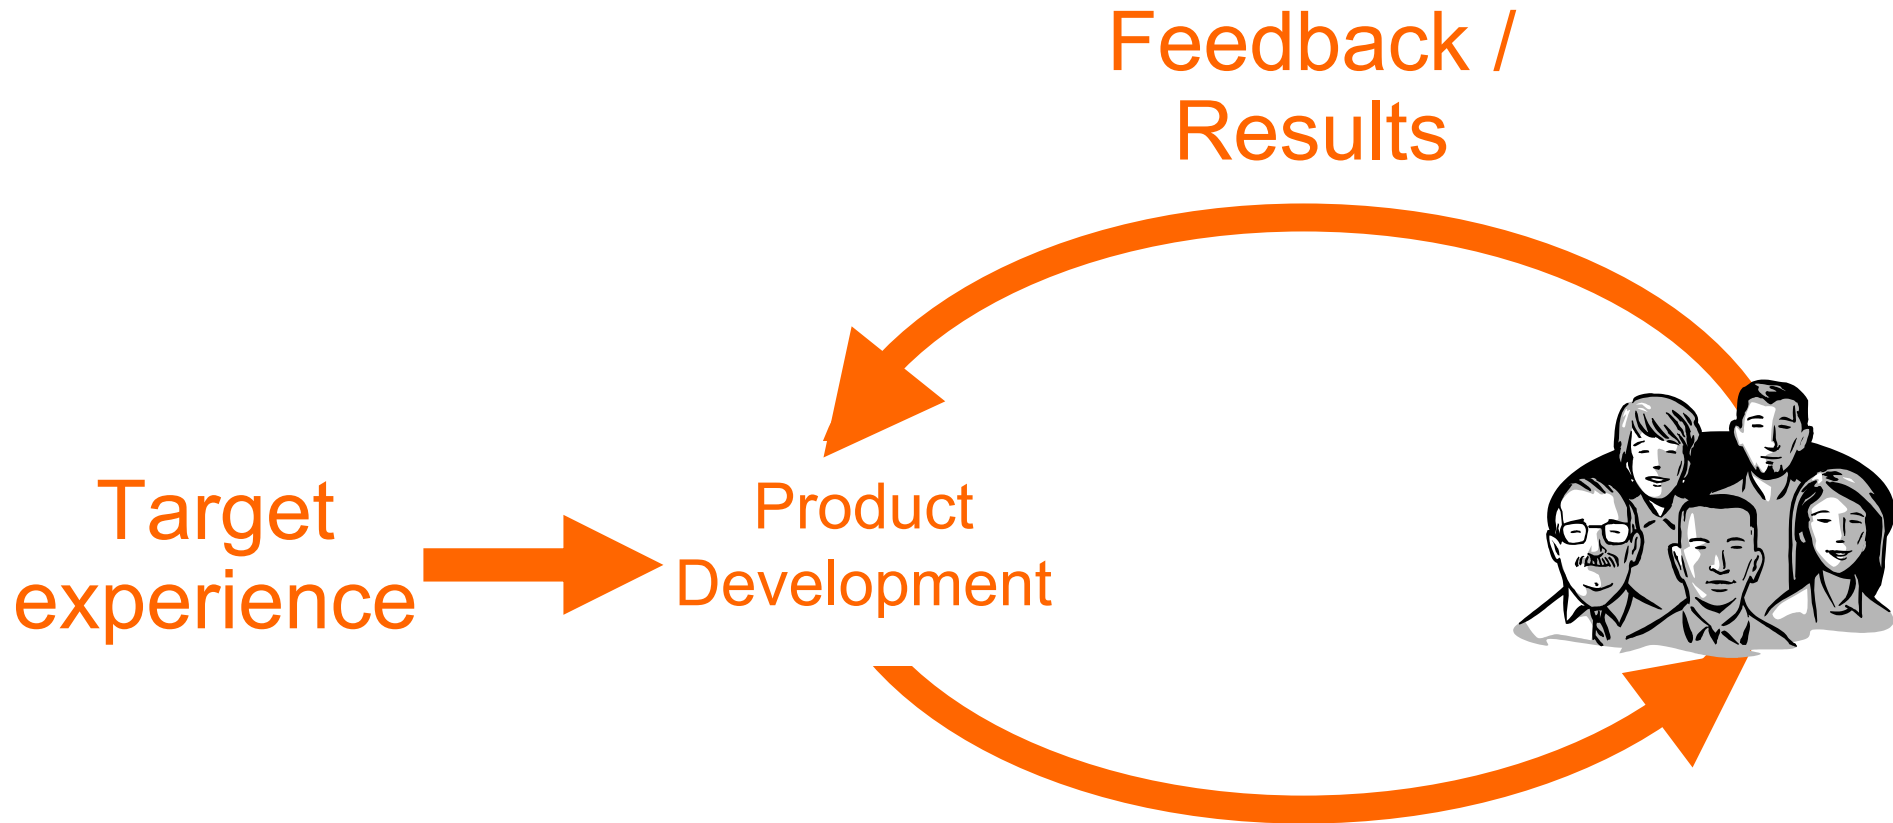 Feedback /
Results
Target
experience
Product
Development